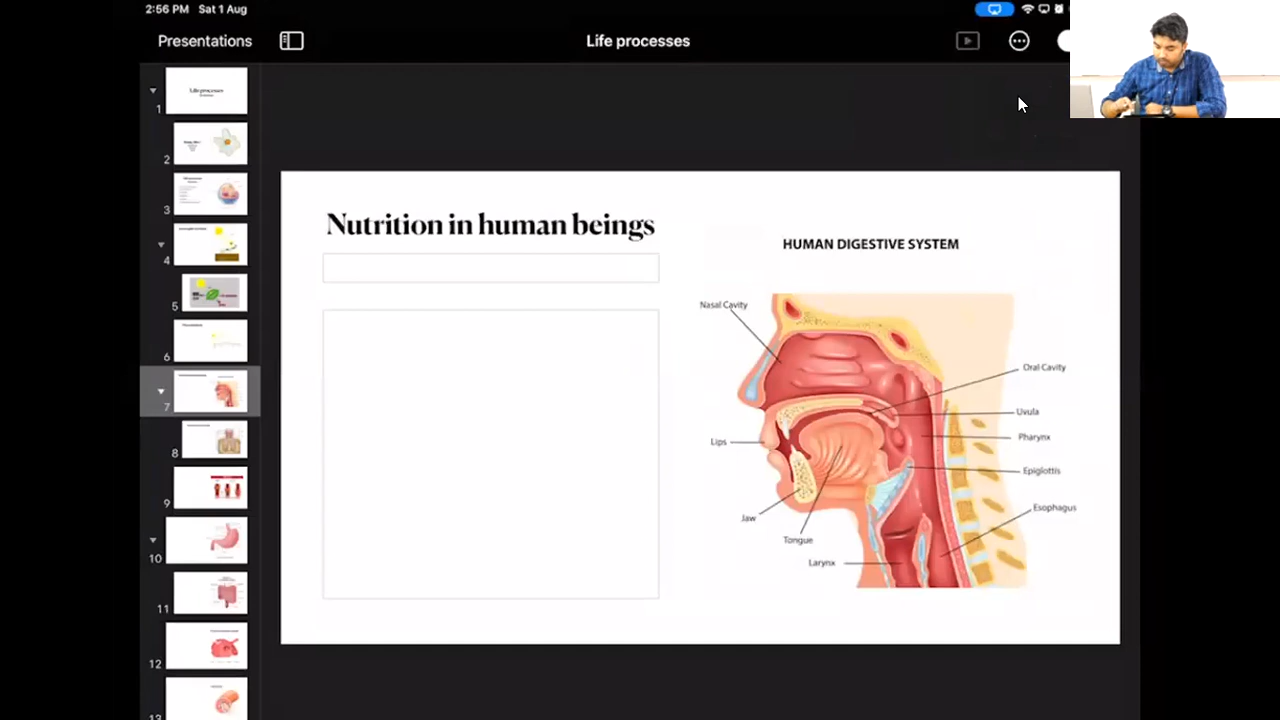 2:56 PM Sat 1 Aug
Presentations
Life processes
1
Life processes
2
3
4
5
6
7
8
9
10
11
12
13
Nutrition in human beings
HUMAN DIGESTIVE SYSTEM
Nasal Cavity
Oral Cavity
Uvula
Pharynx
Lips
Epiglottis
Esophagus
Jaw
Tongue
Larynx